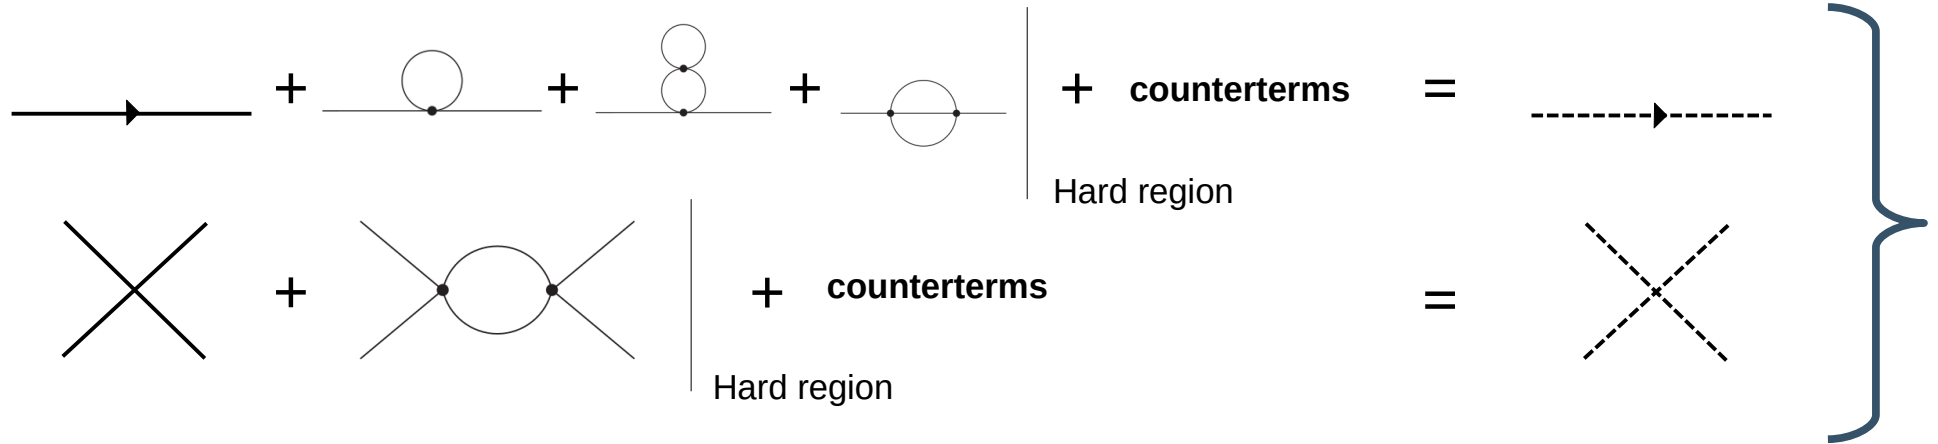 + + + + counterterms =
Hard region
+ + counterterms =
Hard region